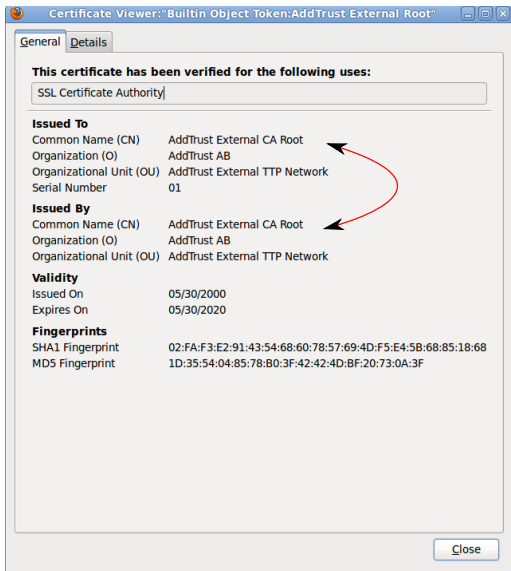 Certificate Viewer:"Builtin Object Token:AddTrust External Root"
General Details
This certificate has been verified for the following uses:
SSL Certificate Authority
Issued To
Common Name (CN) AddTrust External CA Root
Organization (O) AddTrust AB
Organizational Unit (OU) AddTrust External TTP Network
Serial Number 01
Issued By
Common Name (CN) AddTrust External CA Root
Organization (O) AddTrust AB
Organizational Unit (OU) AddTrust External TTP Network
Validity
Issued On 05/30/2000
Expires On 05/30/2020
Fingerprints
SHA1 Fingerprint 02:FA:F3:E2:91:43:54:68:60:78:57:69:4D:F5:E4:5B:68:85:18:68
MD5 Fingerprint 1D:35:54:04:85:78:B0:3F:42:42:4D:BF:20:73:0A:3F
Close